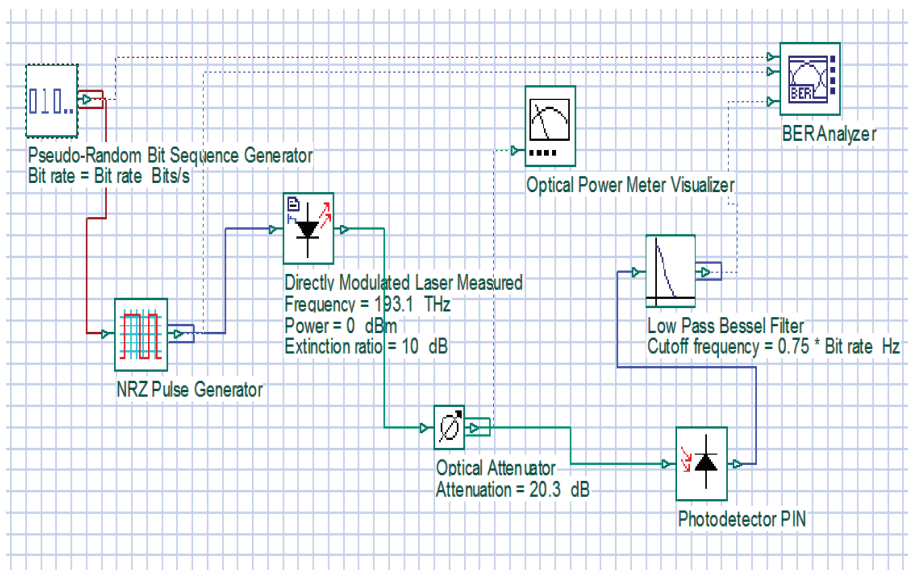 BER
BER Analyzer
Pseudo-Random Bit Sequence Generator
Bit rate = Bit rate Bits/s
Optical Power Meter Visualizer
Directly Modulated Laser Measured
Frequency = 193.1 THz
Power = 0 dBm
Extinction ratio = 10 dB
Low Pass Bessel Filter
Cutoff frequency = 0.75 * Bit rate Hz
NRZ Pulse Generator
Optical Attenuator
Attenuation = 20.3 dB
Photodetector PIN